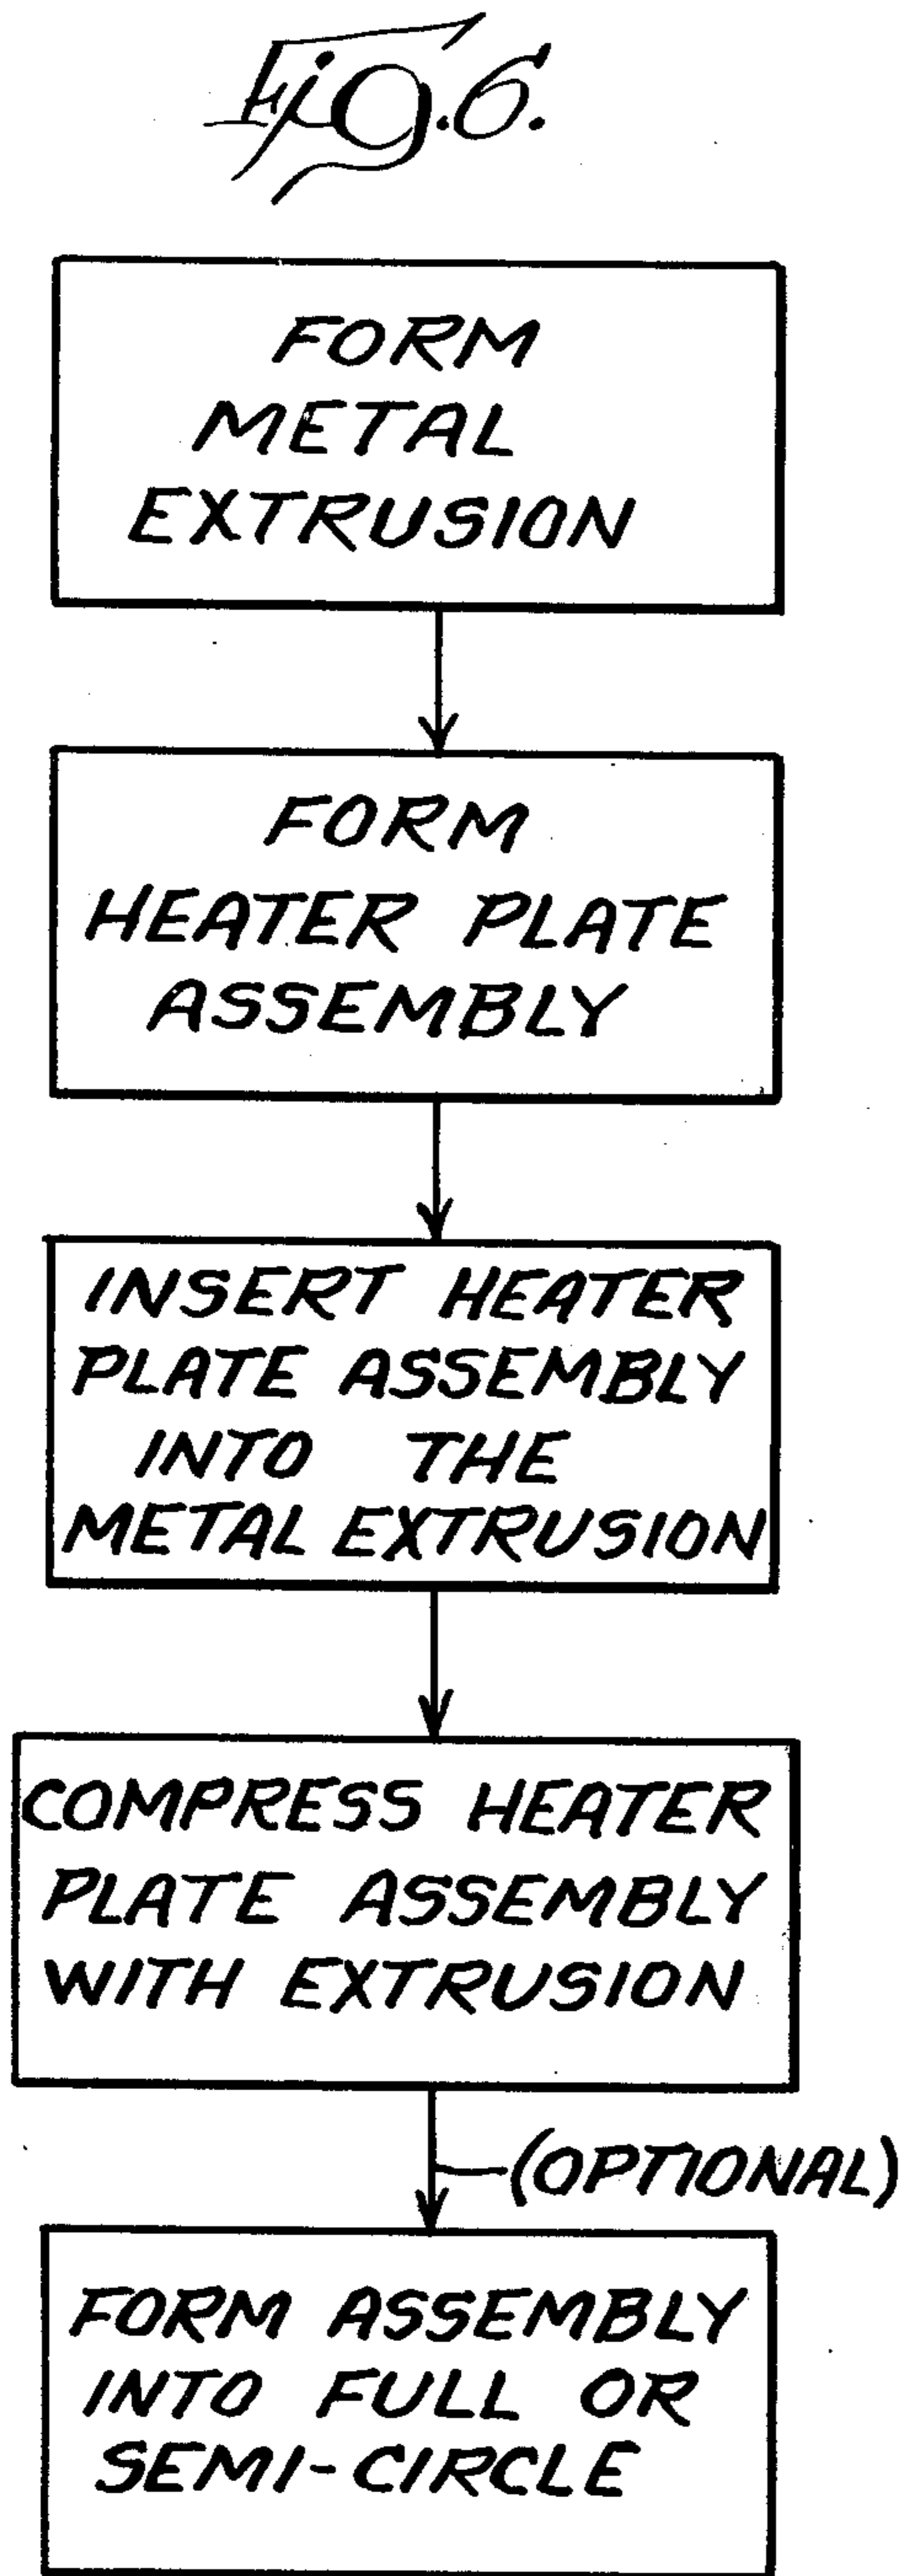 Fig. 6.
FORM
METAL
EXTRUSION
FORM
HEATER PLATE
ASSEMBLY
INSERT HEATER
PLATE ASSEMBLY
INTO THE
METAL EXTRUSION
COMPRESS HEATER
PLATE ASSEMBLY
WITH EXTRUSION
(OPTIONAL)
FORM ASSEMBLY
INTO FULL OR
SEMI-CIRCLE